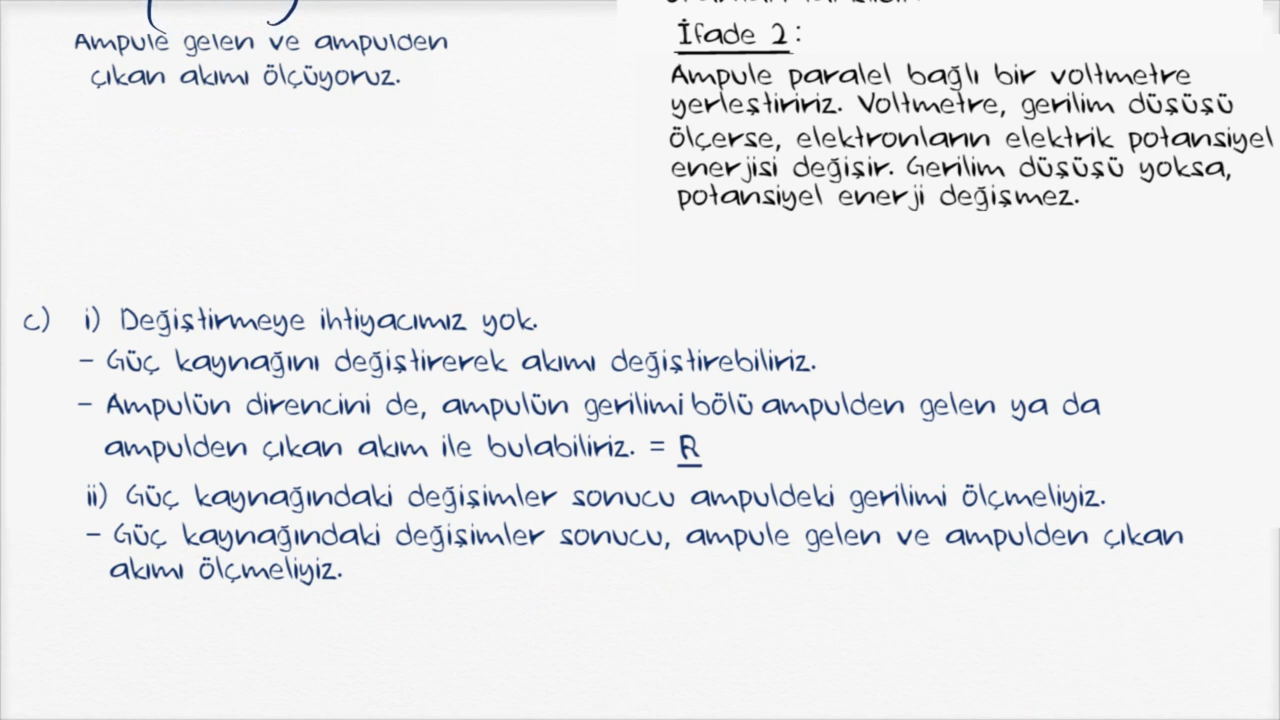 Ampule gelen ve ampulden
çıkan akımı ölçüyoruz.
İfade 2:
Ampule paralel bağlı bir voltmetre
yerleştiririz. Voltmetre, gerilim düşüşü
ölçerse, elektronların elektrik potansiyel
enerjisi değişir. Gerilim düşüşü yoksa,
potansiyel enerji değişmez.
c) i) Değiştirmeye ihtiyacımız yok.
- Güç kaynağını değiştirerek akımı değiştirebiliriz.
- Ampulün direncini de, ampulün gerilimi bölü ampulden gelen ya da
ampulden çıkan akım ile bulabiliriz. = R
ii) Güç kaynağındaki değişimler sonucu ampuldeki gerilimi ölçmeliyiz.
- Güç kaynağındaki değişimler sonucu, ampule gelen ve ampulden çıkan
akımı ölçmeliyiz.